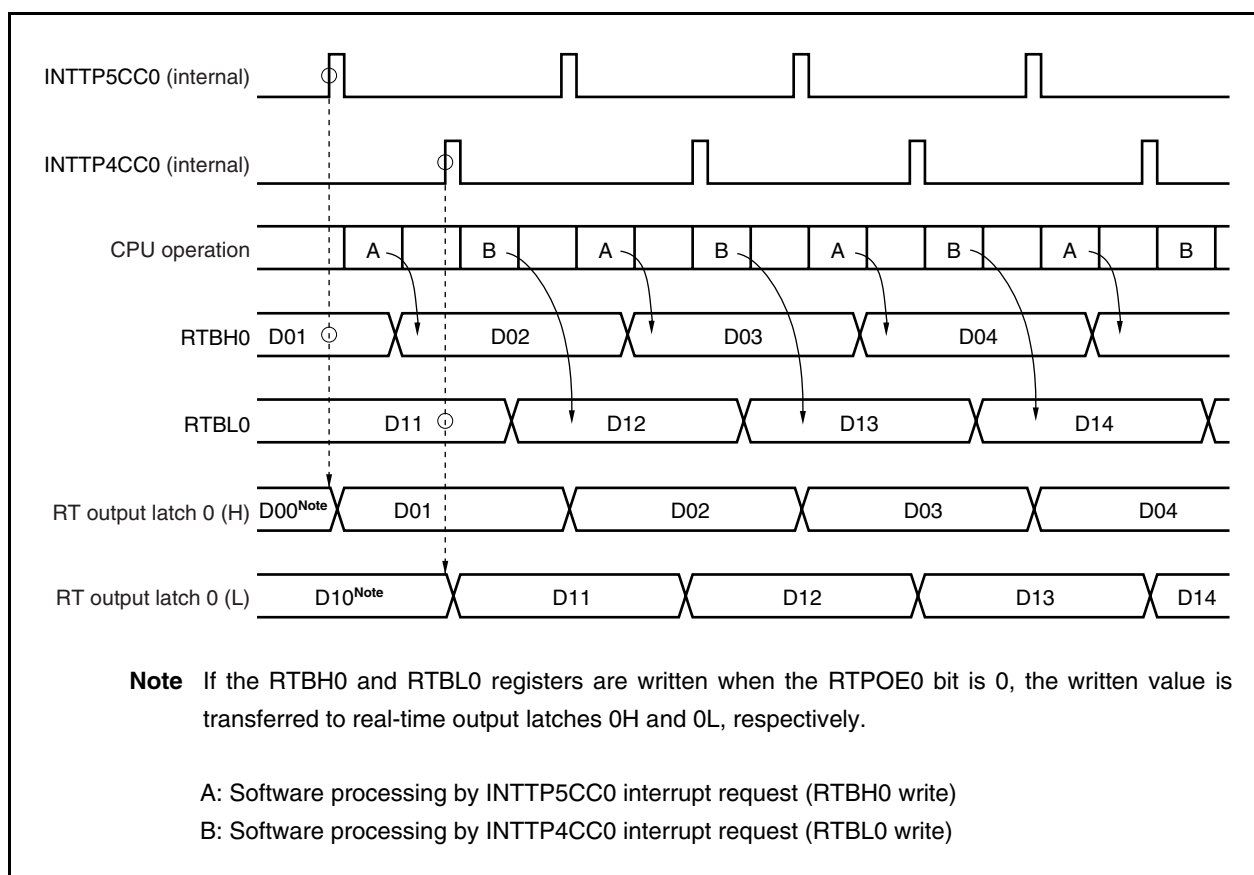 INTTP5CC0 (internal)
INTTP4CC0 (internal)
CPU operation A B A B A B A B
RTBH0 D01 D02 D03 D04
RTBL0 D11 D12 D13 D14
RT output latch 0 (H) D00Note D01 D02 D03 D04
RT output latch 0 (L) D10Note D11 D12 D13 D14
Note If the RTBH0 and RTBL0 registers are written when the RTPOE0 bit is 0, the written value is
transferred to real-time output latches 0H and 0L, respectively.
A: Software processing by INTTP5CC0 interrupt request (RTBH0 write)
B: Software processing by INTTP4CC0 interrupt request (RTBL0 write)